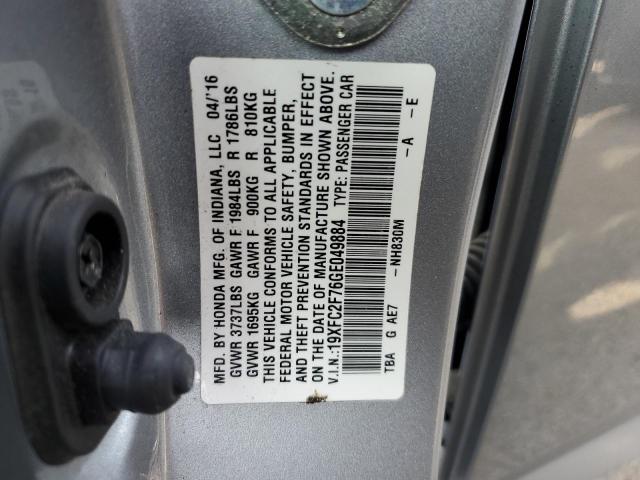 MFD. BY HONDA MFG. OF INDIANA, LLC 04/'16
GVWR 3737LBS GAWR F 1984LBS R 1786LBS
GVWR 1695KG GAWR F 900KG R 810KG
THIS VEHICLE CONFORMS TO ALL APPLICABLE
FEDERAL MOTOR VEHICLE SAFETY, BUMPER,
AND THEFT PREVENTION STANDARDS IN EFFECT
ON THE DATE OF MANUFACTURE SHOWN ABOVE.
V.I.N.:19XFC2F76GE049884 TYPE: PASSENGER CAR
-NH830M -A -E
TBA G AE7